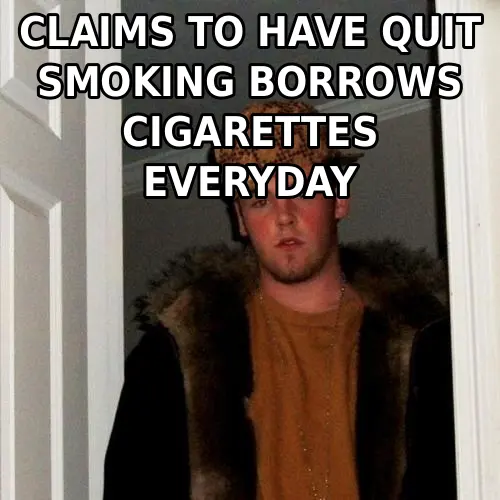 CLAIMS TO HAVE QUIT
SMOKING BORROWS
CIGARETTES
EVERYDAY